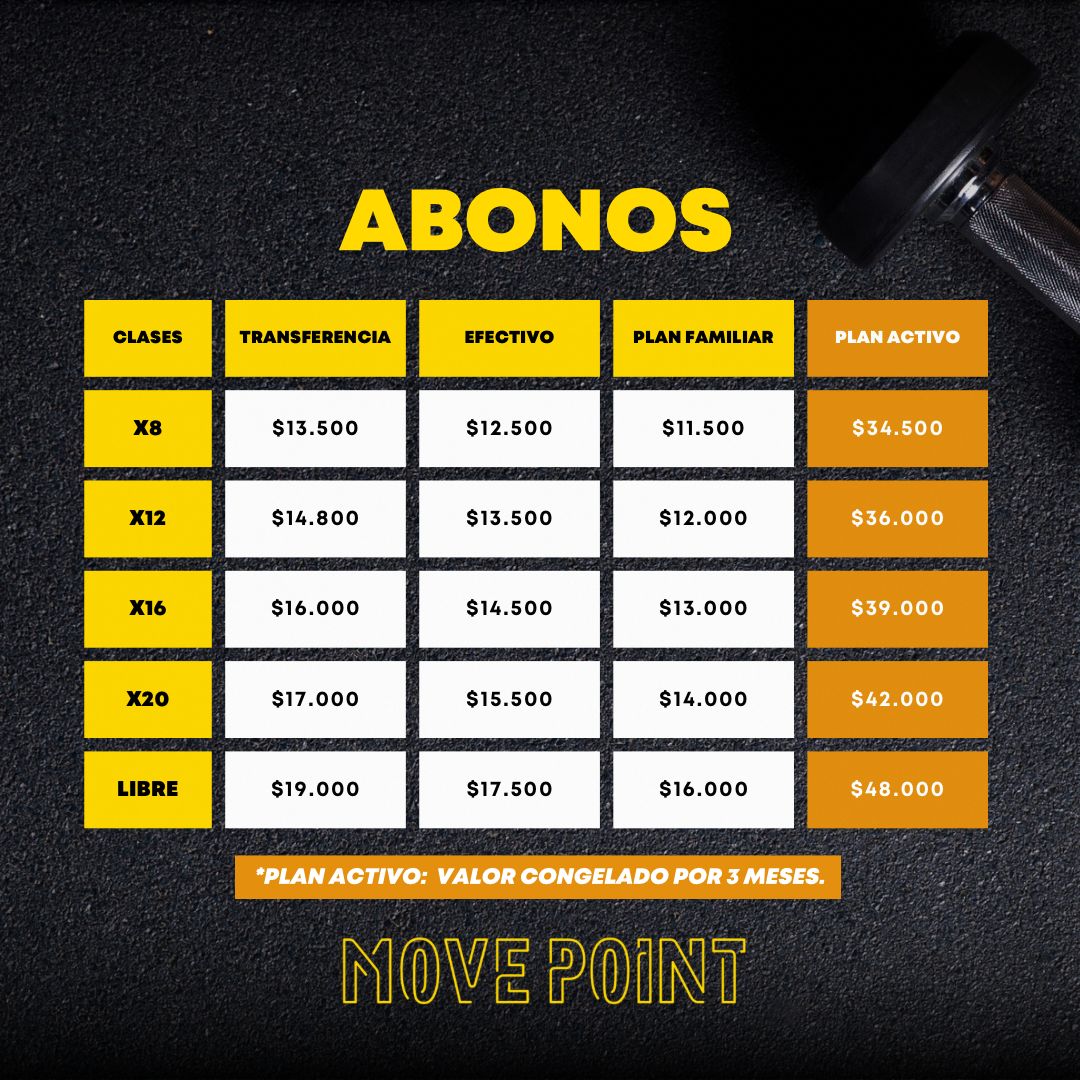 ABONOS
CLASES TRANSFERENCIA EFECTIVO PLAN FAMILIAR PLAN ACTIVO
X8 $13.500 $12.500 $11.500 $34.500
X12 $14.800 $13.500 $12.000 $36.000
X16 $16.000 $14.500 $13.000 $39.000
X20 $17.000 $15.500 $14.000 $42.000
LIBRE $19.000 $17.500 $16.000 $48.000
*PLAN ACTIVO: VALOR CONGELADO POR 3 MESES.
MOVE POINT